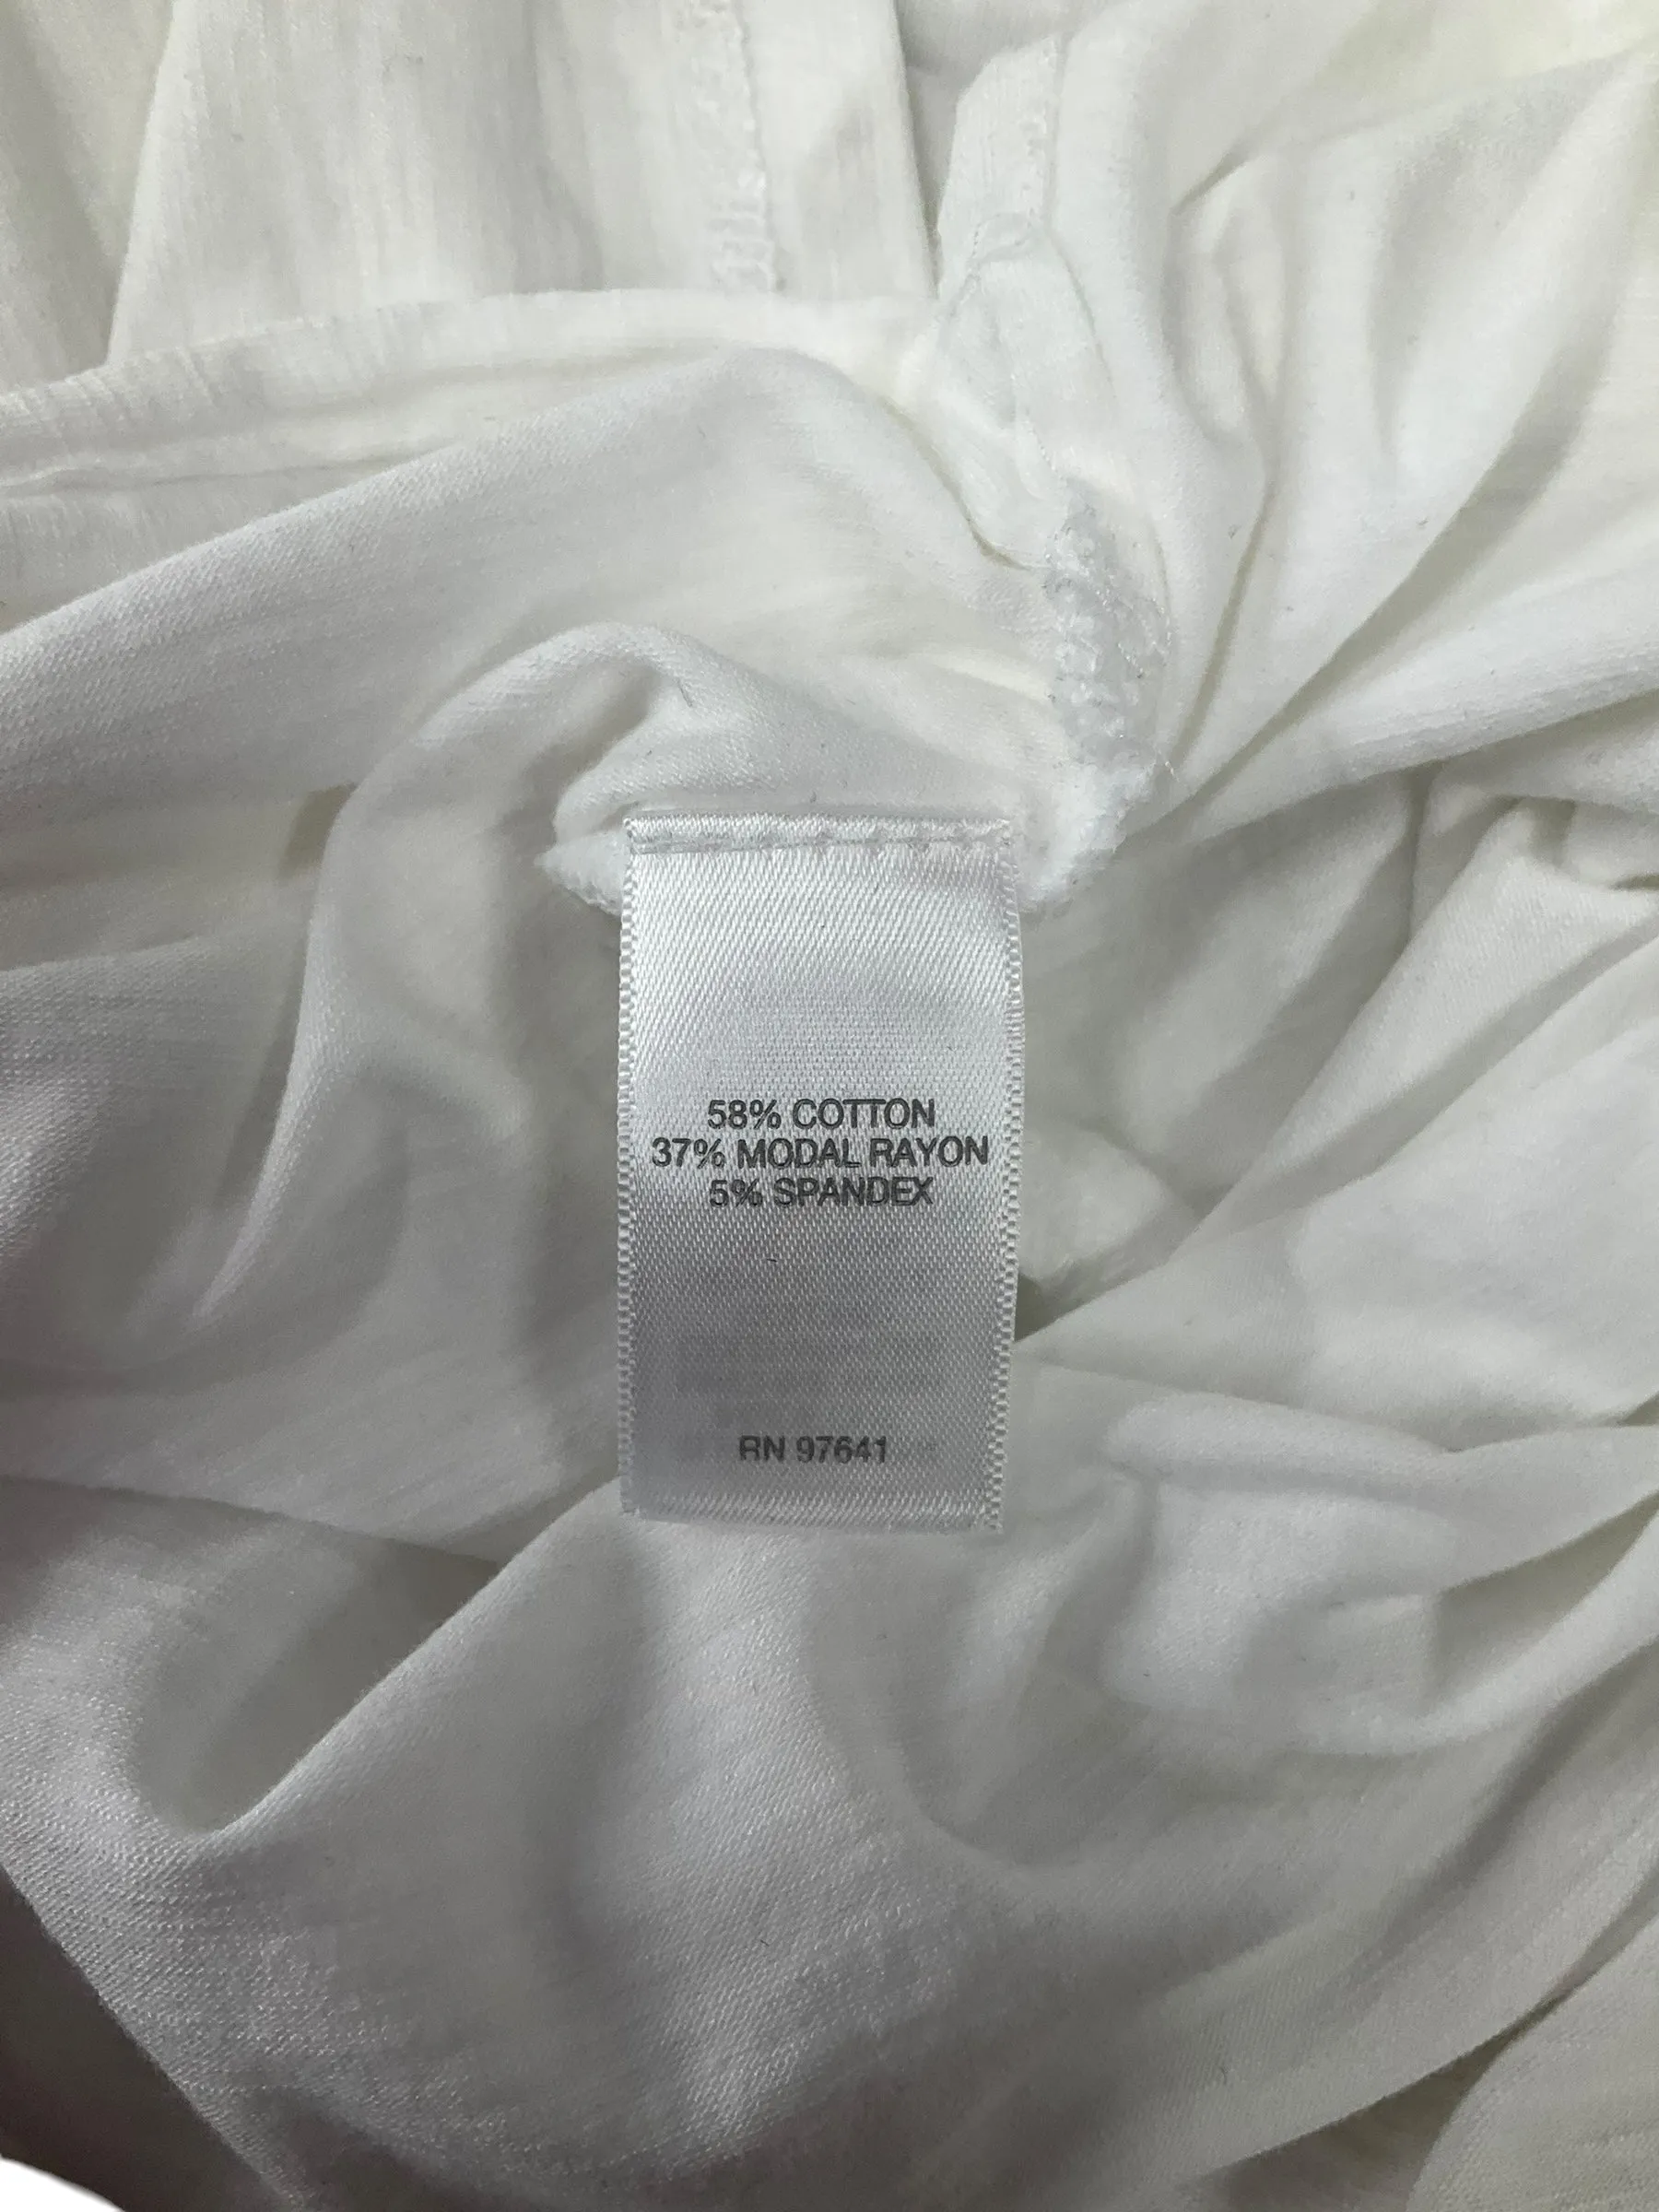 58% COTTON
37% MODAL RAYON
5% SPANDEX
RN 97641